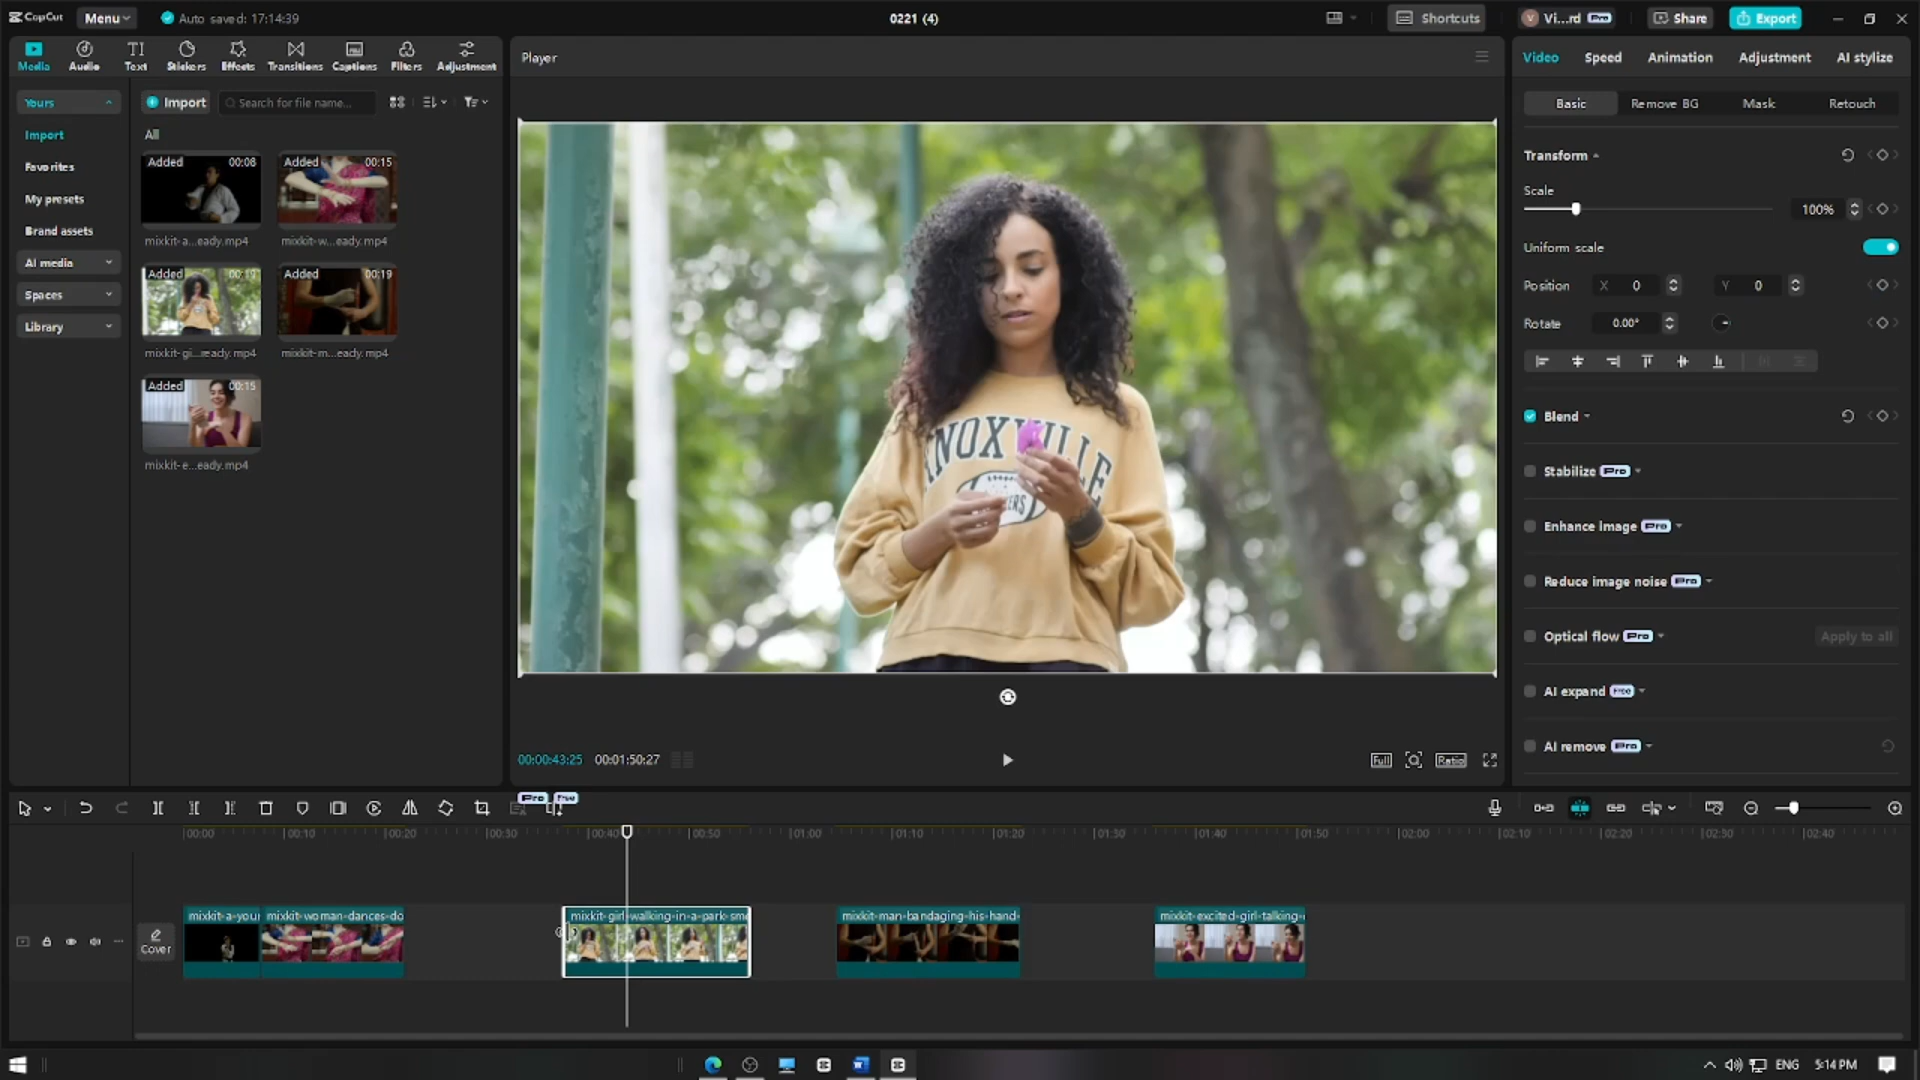 CapCut
Menu
Auto saved: 17:14:39
0221 (4)
Shortcuts
Vi...rd
Pro
Share
Export
Media
Audio
Text
Stickers
Effects
Transitions
Captions
Filters
Adjustment
Player
Video
Speed
Animation
Adjustment
AI stylize
Yours
Import
Search for file name...
Basic
Remove BG
Mask
Retouch
Import
All
Favorites
My presets
Brand assets
AI media
Spaces
Library
Added 00:08
mixkit-a...eady.mp4
Added 00:15
mixkit-w...eady.mp4
Added 00:19
mixkit-gi...ready.mp4
Added 00:19
mixkit-m...eady.mp4
Added 00:15
mixkit-e...eady.mp4
KNOXVILLE
Transform
Scale
100%
Uniform scale
Position X 0 Y 0
Rotate 0.00°
Blend
Stabilize Pro
Enhance image Pro
Reduce image noise Pro
Optical flow Pro
Apply to all
AI expand Free
AI remove Pro
00:00:43:25 00:01:50:27
Full
Ratio
Pro
Free
00:00 00:10 00:20 00:30 00:40 00:50 01:00 01:10 01:20 01:30 01:40 01:50 02:00 02:10 02:20 02:30 02:40
Cover
mixkit-a-your
mixkit-woman-dances-do
mixkit-girl-walking-in-a-park-sme
mixkit-man-bandaging-his-hand-
mixkit-excited-girl-talking-
ENG
5:14 PM